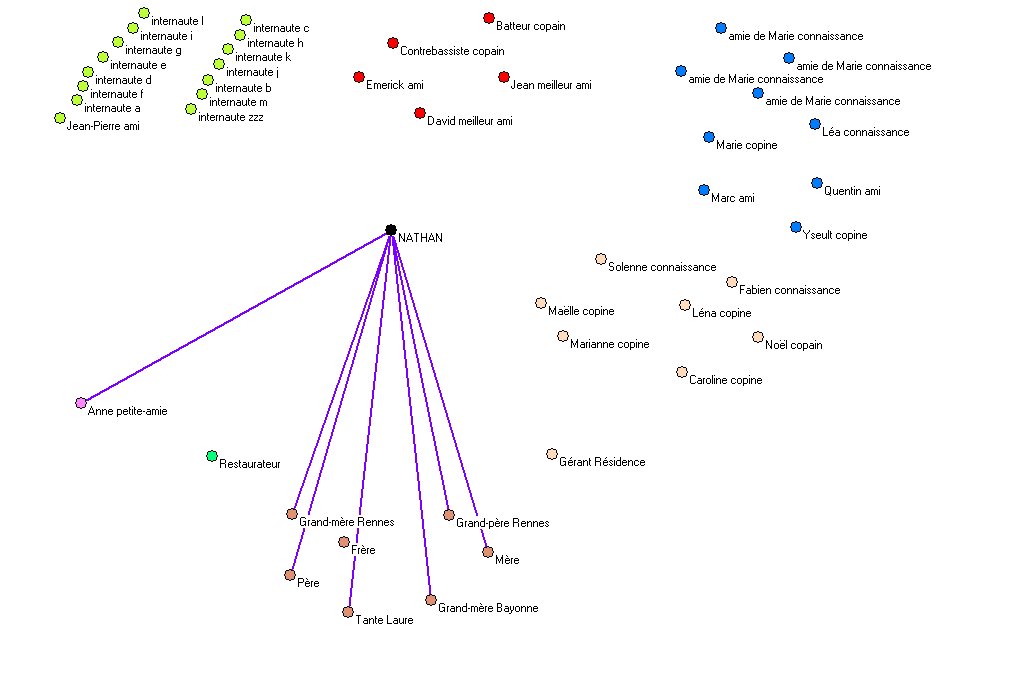 internaute l
internaute i
internaute g
internaute e
internaute d
internaute f
internaute a
Jean-Pierre ami
internaute c
internaute h
internaute k
internaute j
internaute b
internaute m
internaute zzz
Batteur copain
Contrebassiste copain
Emerick ami
Jean meilleur ami
David meilleur ami
amie de Marie connaissance
amie de Marie connaissance
amie de Marie connaissance
amie de Marie connaissance
Léa connaissance
Marie copine
Marc ami
Quentin ami
Yseult copine
NATHAN
Solenne connaissance
Fabien connaissance
Maëlle copine
Léna copine
Marianne copine
Noël copain
Caroline copine
Anne petite-amie
Restaurateur
Gérant Résidence
Grand-mère Rennes
Grand-père Rennes
Frère
Mère
Père
Grand-mère Bayonne
Tante Laure